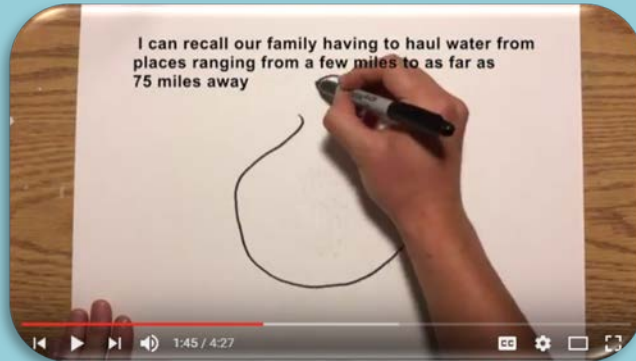 I can recall our family having to haul water from
places ranging from a few miles to as far as
75 miles away
1:45 / 4:27
CC